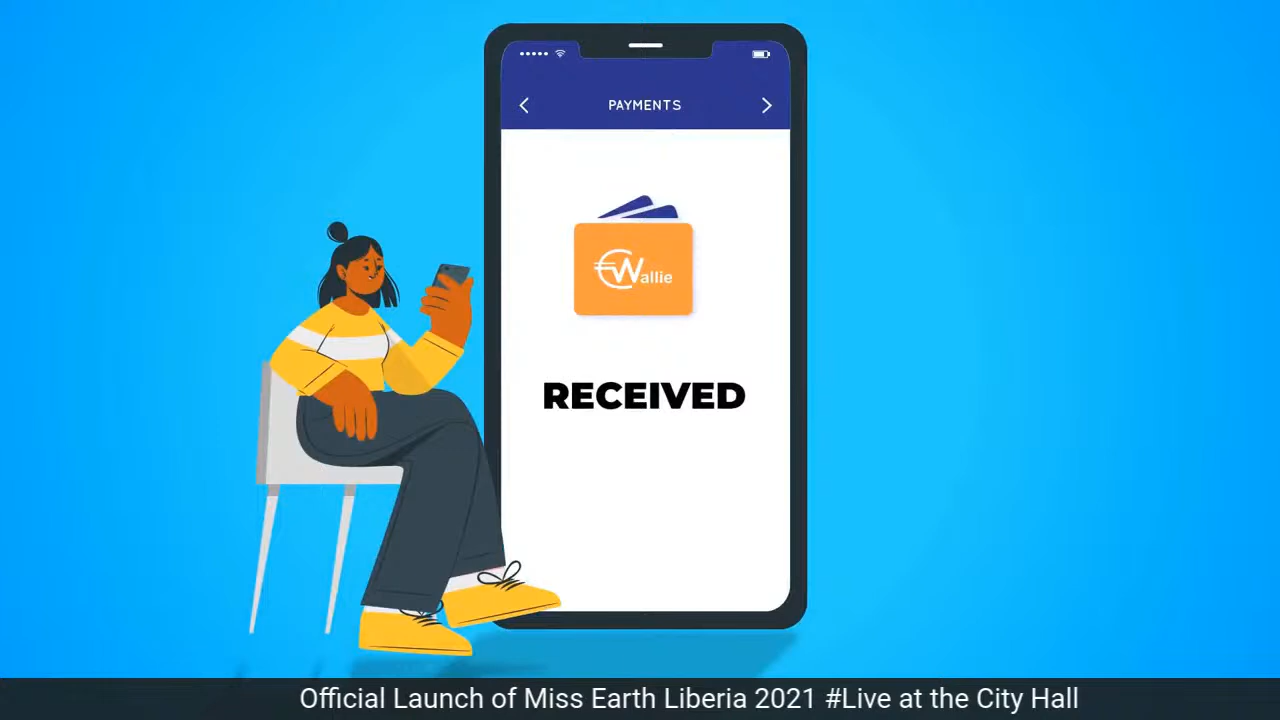 PAYMENTS
€Wallie
RECEIVED
Official Launch of Miss Earth Liberia 2021 #Live at the City Hall